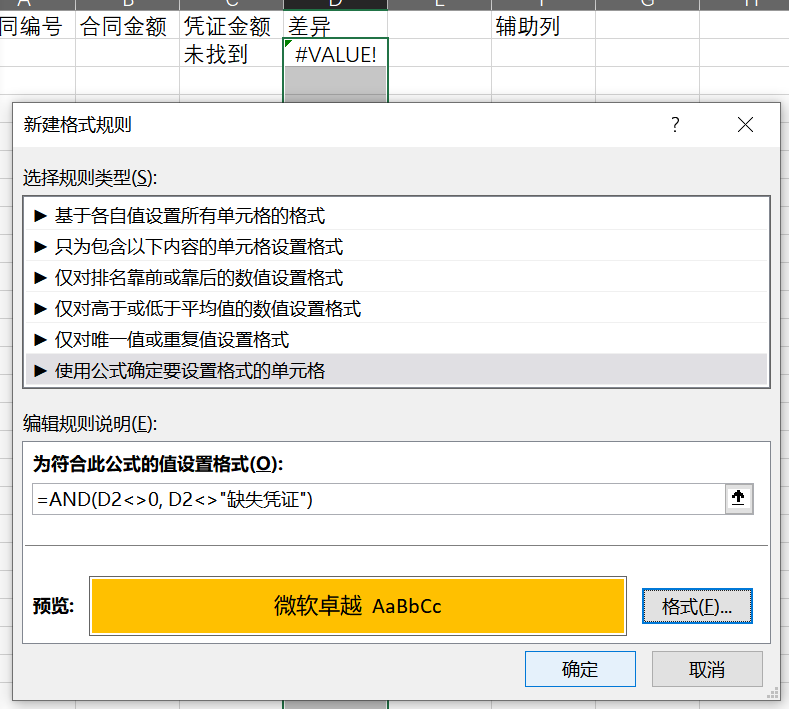 同编号 合同金额 凭证金额 差异 辅助列
未找到 #VALUE!
新建格式规则 ?
选择规则类型(S):
► 基于各自值设置所有单元格的格式
► 只为包含以下内容的单元格设置格式
► 仅对排名靠前或靠后的数值设置格式
► 仅对高于或低于平均值的数值设置格式
► 仅对唯一值或重复值设置格式
► 使用公式确定要设置格式的单元格
编辑规则说明(E):
为符合此公式的值设置格式(O):
=AND(D2<>0, D2<>"缺失凭证")
预览: 微软卓越 AaBbCc 格式(F)...
确定 取消